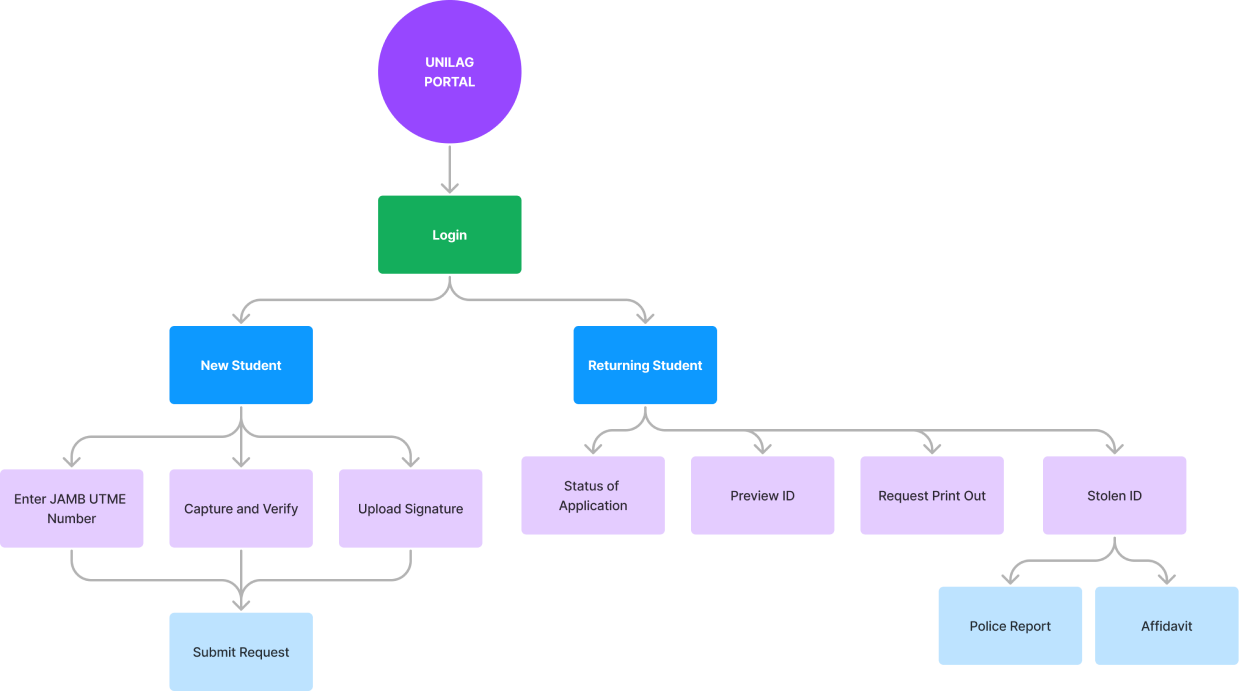 UNILAG
PORTAL
Login
New Student
Returning Student
Enter JAMB UTME
Number
Capture and Verify
Upload Signature
Status of
Application
Preview ID
Request Print Out
Stolen ID
Submit Request
Police Report
Affidavit